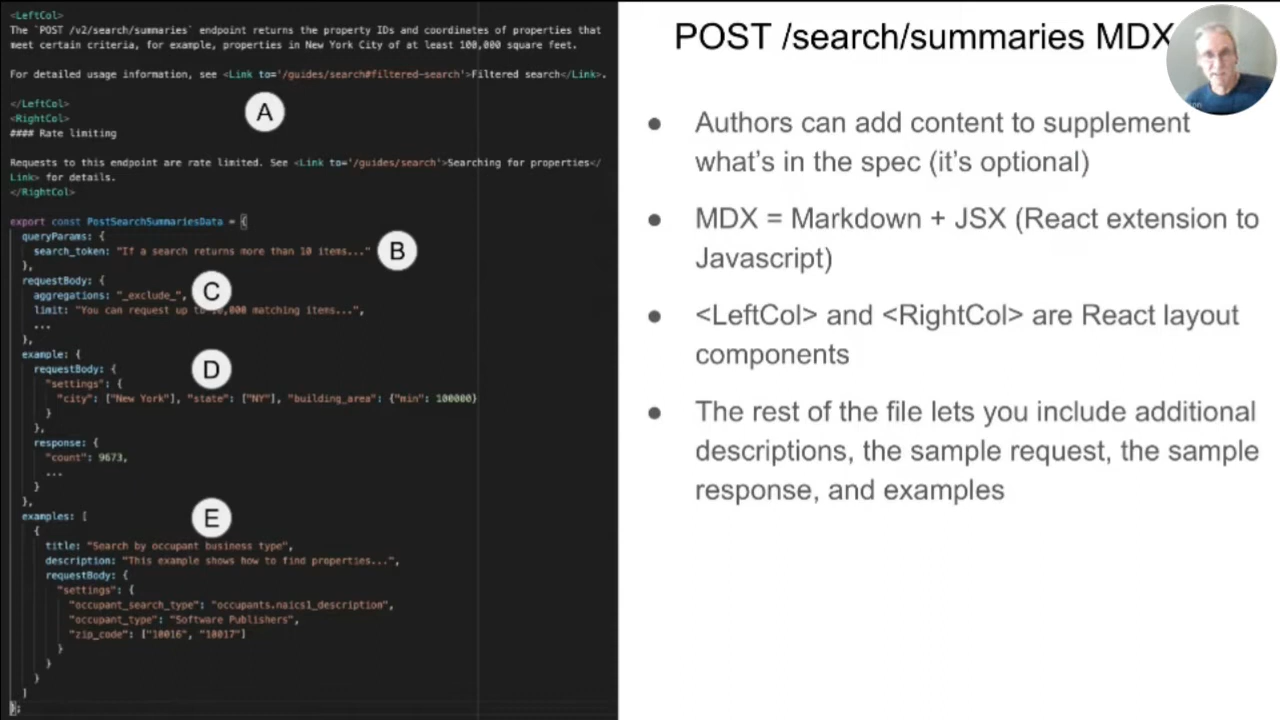 <LeftCol>
The `POST /v2/search/summaries` endpoint returns the property IDs and coordinates of properties that
meet certain criteria, for example, properties in New York City of at least 100,000 square feet.
For detailed usage information, see <Link to='/guides/search#filtered-search'>Filtered search</Link>.
</LeftCol>
A
<RightCol>
#### Rate limiting
Requests to this endpoint are rate limited. See <Link to='/guides/search'>Searching for properties</
Link> for details.
</RightCol>
export const PostSearchSummariesData = {
queryParams: {
search_token: "If a search returns more than 10 items..."
B
},
requestBody: {
C
aggregations: "_exclude_",
limit: "You can request up to 10,000 matching items...",
...
},
example: {
D
requestBody: {
"settings": {
"city": ["New York"], "state": ["NY"], "building_area": {"min": 100000}
}
},
response: {
"count": 9673,
...
}
},
examples: [
E
{
title: "Search by occupant business type",
description: "This example shows how to find properties...",
requestBody: {
"settings": {
"occupant_search_type": "occupants.naics1_description",
"occupant_type": "Software Publishers",
"zip_code": ["10016", "10017"]
}
}
}
]
};
POST /search/summaries MDX
● Authors can add content to supplement
what's in the spec (it's optional)
● MDX = Markdown + JSX (React extension to
Javascript)
● <LeftCol> and <RightCol> are React layout
components
● The rest of the file lets you include additional
descriptions, the sample request, the sample
response, and examples